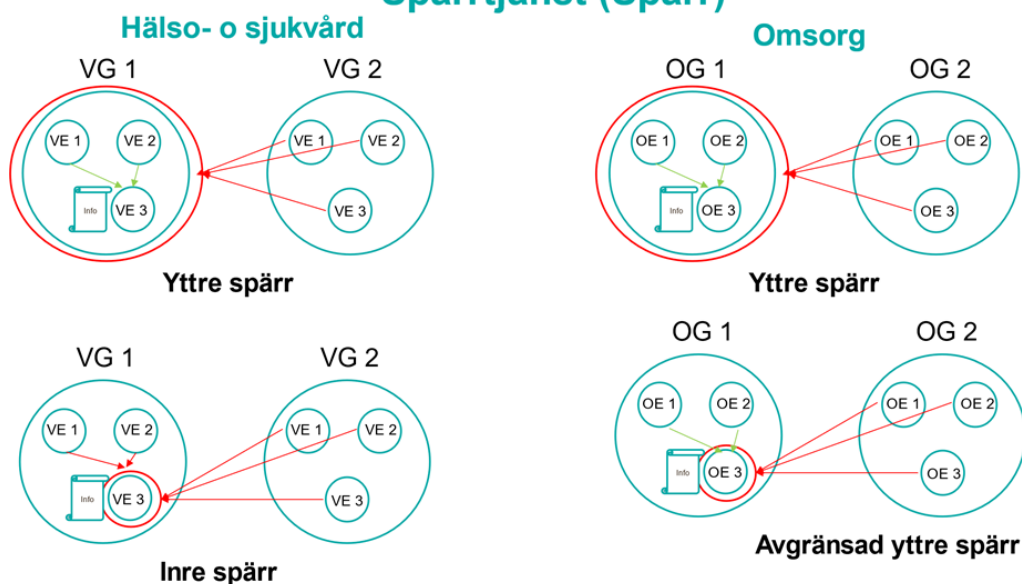 Spärrtjänst (Spärr)
Hälso- o sjukvård
Omsorg
VG 1
VG 2
OG 1
OG 2
VE 1
VE 2
VE 1
VE 2
OE 1
OE 2
OE 1
OE 2
Info
VE 3
VE 3
Info
OE 3
OE 3
Yttre spärr
Yttre spärr
VG 1
VG 2
OG 1
OG 2
VE 1
VE 2
VE 1
VE 2
OE 1
OE 2
OE 1
OE 2
Info
VE 3
VE 3
Info
OE 3
OE 3
Inre spärr
Avgränsad yttre spärr